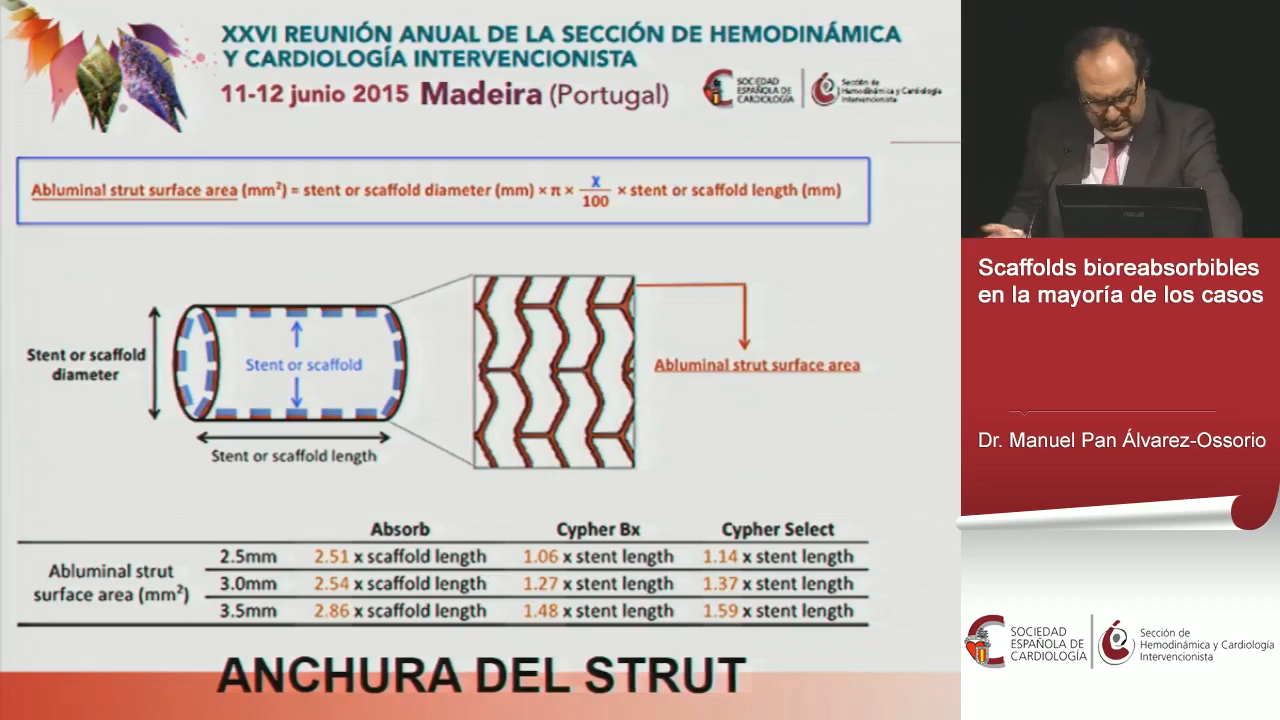 XXVI REUNIÓN ANUAL DE LA SECCIÓN DE HEMODINÁMICA
Y CARDIOLOGÍA INTERVENCIONISTA
11-12 junio 2015 Madeira (Portugal)
SOCIEDAD
ESPAÑOLA DE
CARDIOLOGÍA
Sección de
Hemodinámica y Cardiología
Intervencionista
Abluminal strut surface area (mm²) = stent or scaffold diameter (mm) × π × X/100 × stent or scaffold length (mm)
Stent or scaffold
diameter
Stent or scaffold
Stent or scaffold length
Abluminal strut surface area
Absorb Cypher Bx Cypher Select
Abluminal strut
surface area (mm²)
2.5mm 2.51 x scaffold length 1.06 x stent length 1.14 x stent length
3.0mm 2.54 x scaffold length 1.27 x stent length 1.37 x stent length
3.5mm 2.86 x scaffold length 1.48 x stent length 1.59 x stent length
ANCHURA DEL STRUT
ASUS
Scaffolds bioreabsorbibles
en la mayoría de los casos
Dr. Manuel Pan Álvarez-Ossorio
SOCIEDAD
ESPAÑOLA DE
CARDIOLOGÍA
Sección de
Hemodinámica y Cardiología
Intervencionista